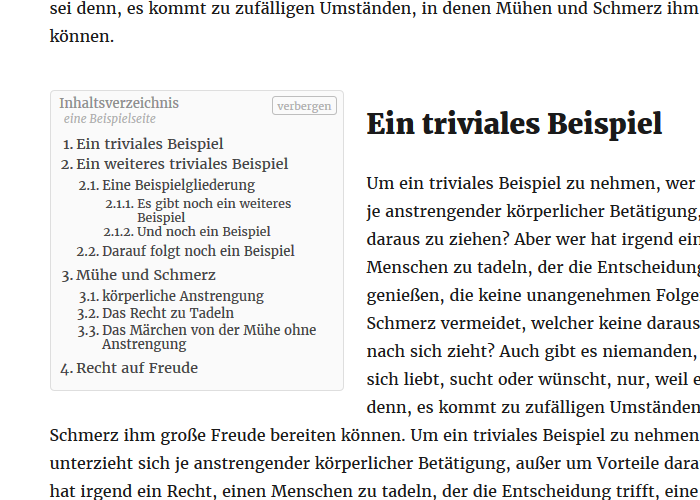 sei denn, es kommt zu zufälligen Umständen, in denen Mühen und Schmerz ihm
können.
Inhaltsverzeichnis
verbergen
eine Beispielseite
1. Ein triviales Beispiel
2. Ein weiteres triviales Beispiel
2.1. Eine Beispielgliederung
2.1.1. Es gibt noch ein weiteres
Beispiel
2.1.2. Und noch ein Beispiel
2.2. Darauf folgt noch ein Beispiel
3. Mühe und Schmerz
3.1. körperliche Anstrengung
3.2. Das Recht zu Tadeln
3.3. Das Märchen von der Mühe ohne
Anstrengung
4. Recht auf Freude
Ein triviales Beispiel
Um ein triviales Beispiel zu nehmen, wer
je anstrengender körperlicher Betätigung,
daraus zu ziehen? Aber wer hat irgend ein
Menschen zu tadeln, der die Entscheidung
genießen, die keine unangenehmen Folge
Schmerz vermeidet, welcher keine daraus
nach sich zieht? Auch gibt es niemanden,
sich liebt, sucht oder wünscht, nur, weil e
denn, es kommt zu zufälligen Umständen
Schmerz ihm große Freude bereiten können. Um ein triviales Beispiel zu nehmen
unterzieht sich je anstrengender körperlicher Betätigung, außer um Vorteile dara
hat irgend ein Recht, einen Menschen zu tadeln, der die Entscheidung trifft, eine